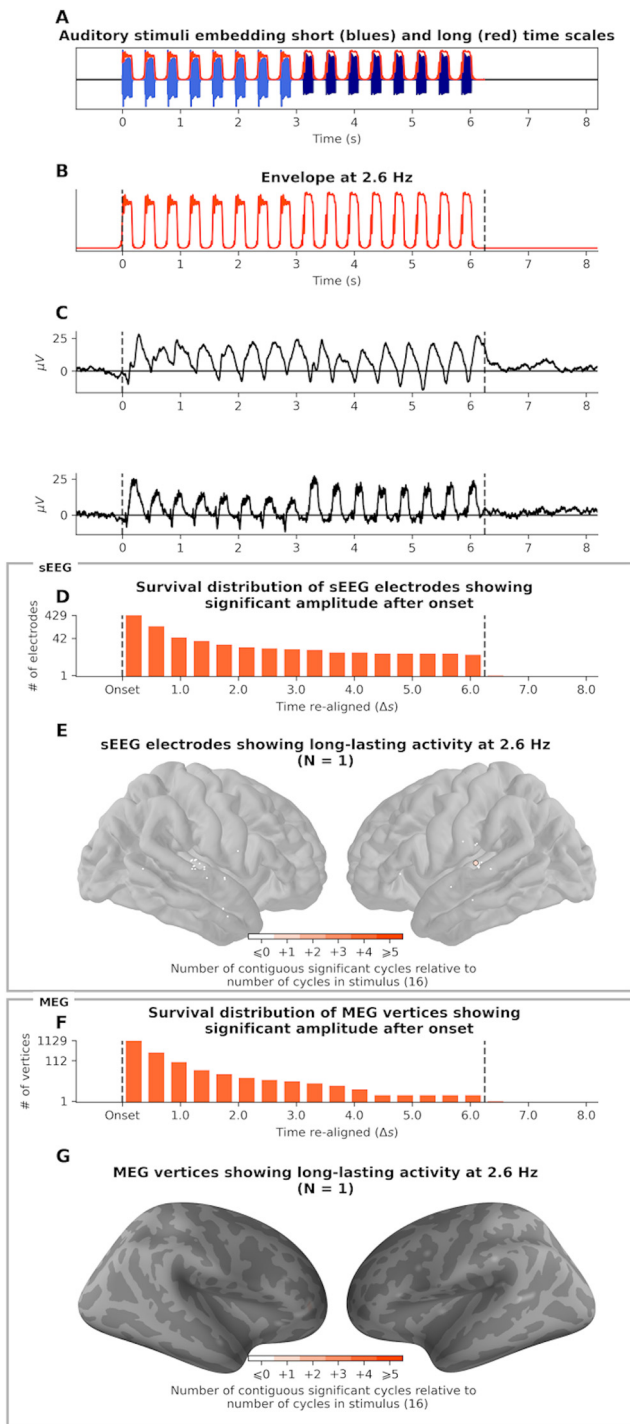 A
Auditory stimuli embedding short (blues) and long (red) time scales
0 1 2 3 4 5 6 7 8
Time (s)
B
Envelope at 2.6 Hz
0 1 2 3 4 5 6 7 8
Time (s)
C
25
0
μV
0 1 2 3 4 5 6 7 8
25
0
μV
0 1 2 3 4 5 6 7 8
sEEG
D
Survival distribution of sEEG electrodes showing
significant amplitude after onset
429
42
1
# of electrodes
Onset 1.0 2.0 3.0 4.0 5.0 6.0 7.0 8.0
Time re-aligned (Δs)
E
sEEG electrodes showing long-lasting activity at 2.6 Hz
(N = 1)
⩽0 +1 +2 +3 +4 ⩾5
Number of contiguous significant cycles relative to
number of cycles in stimulus (16)
MEG
F
Survival distribution of MEG vertices showing
significant amplitude after onset
1129
112
1
# of vertices
Onset 1.0 2.0 3.0 4.0 5.0 6.0 7.0 8.0
Time re-aligned (Δs)
G
MEG vertices showing long-lasting activity at 2.6 Hz
(N = 1)
⩽0 +1 +2 +3 +4 ⩾5
Number of contiguous significant cycles relative to
number of cycles in stimulus (16)